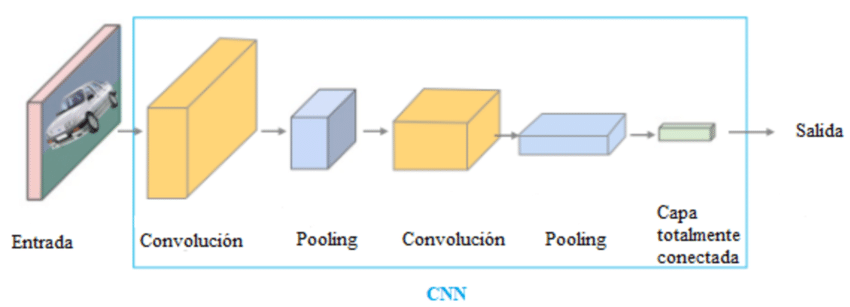 Salida
Entrada
Convolución
Pooling
Convolución
Pooling
Capa
totalmente
conectada
CNN